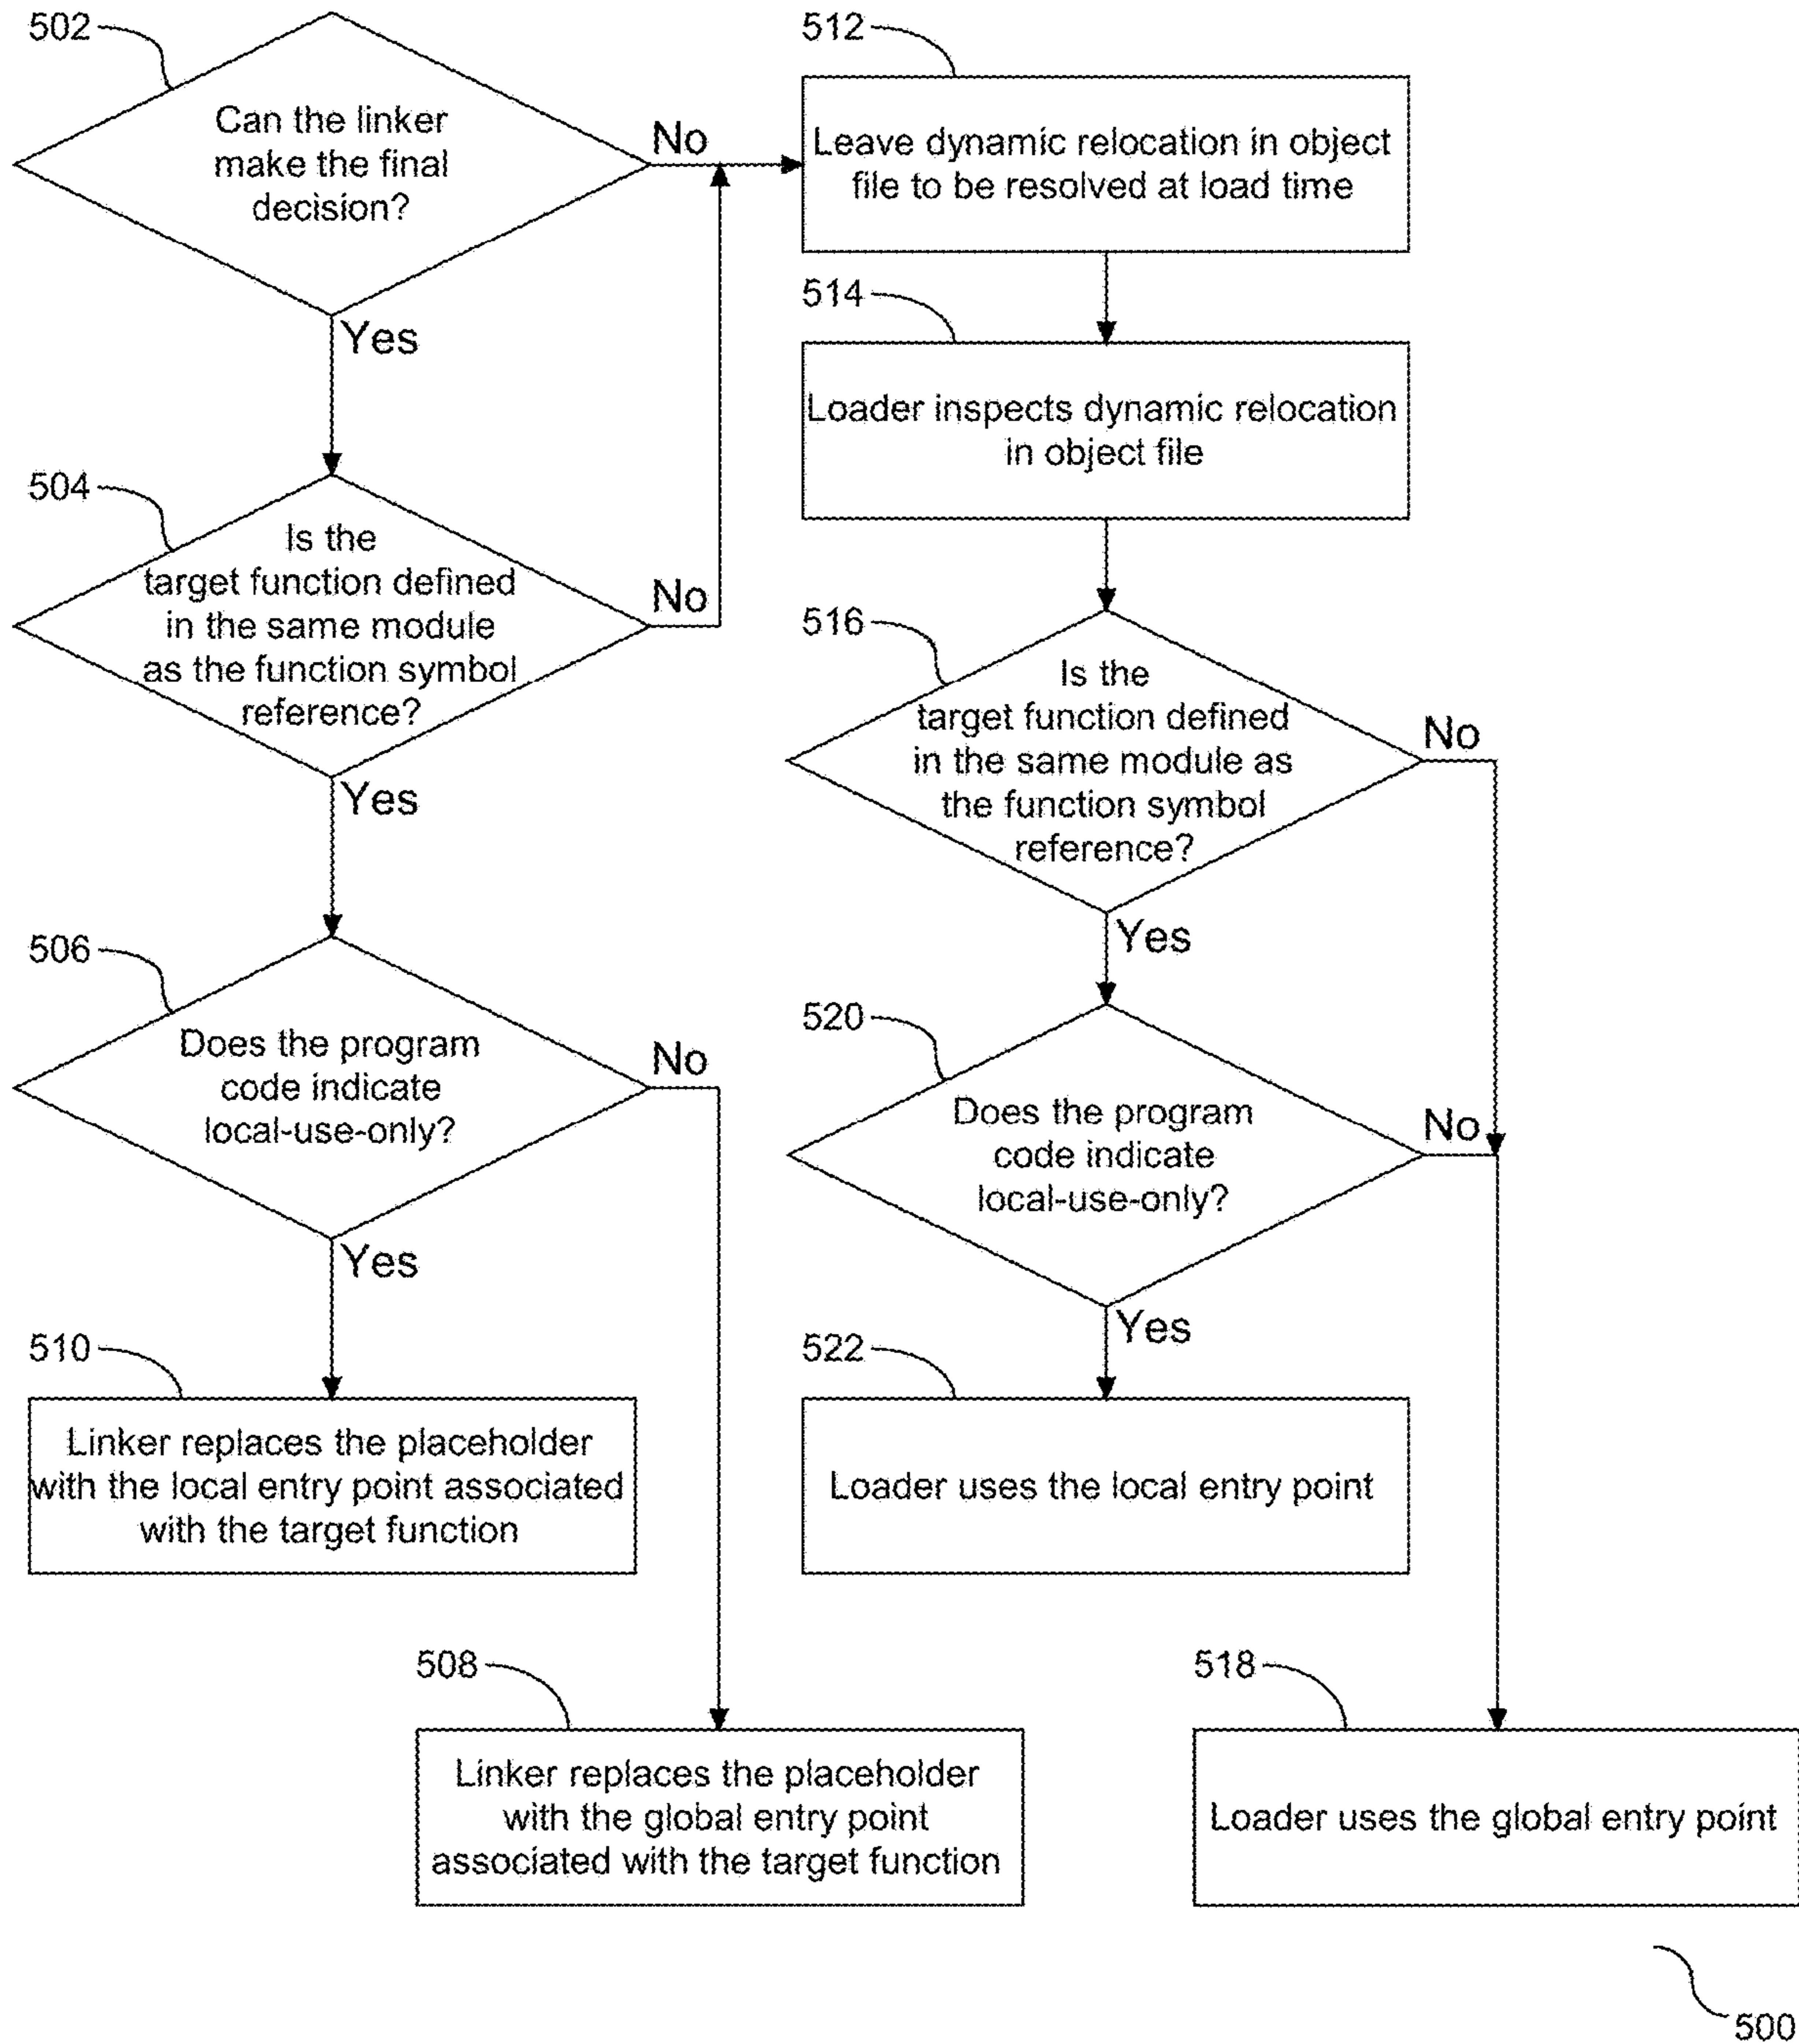 502
Can the linker
make the final
decision?
No
Yes
504
Is the
target function defined
in the same module
as the function symbol
reference?
No
Yes
506
Does the program
code indicate
local-use-only?
No
Yes
510
Linker replaces the placeholder
with the local entry point associated
with the target function
508
Linker replaces the placeholder
with the global entry point
associated with the target function
512
Leave dynamic relocation in object
file to be resolved at load time
514
Loader inspects dynamic relocation
in object file
516
Is the
target function defined
in the same module as
the function symbol
reference?
No
Yes
520
Does the program
code indicate
local-use-only?
No
Yes
522
Loader uses the local entry point
518
Loader uses the global entry point
500